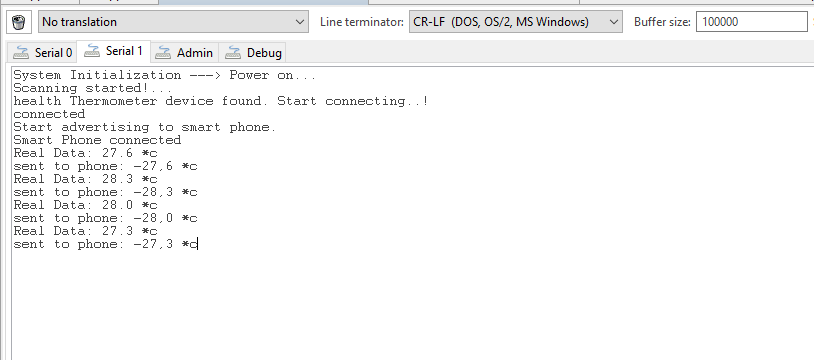 No translation Line terminator: CR-LF (DOS, OS/2, MS Windows) Buffer size: 100000
Serial 0 Serial 1 Admin Debug
System Initialization ---> Power on...
Scanning started!...
health Thermometer device found. Start connecting..!
connected
Start advertising to smart phone.
Smart Phone connected
Real Data: 27.6 *c
sent to phone: -27,6 *c
Real Data: 28.3 *c
sent to phone: -28,3 *c
Real Data: 28.0 *c
sent to phone: -28,0 *c
Real Data: 27.3 *c
sent to phone: -27,3 *c